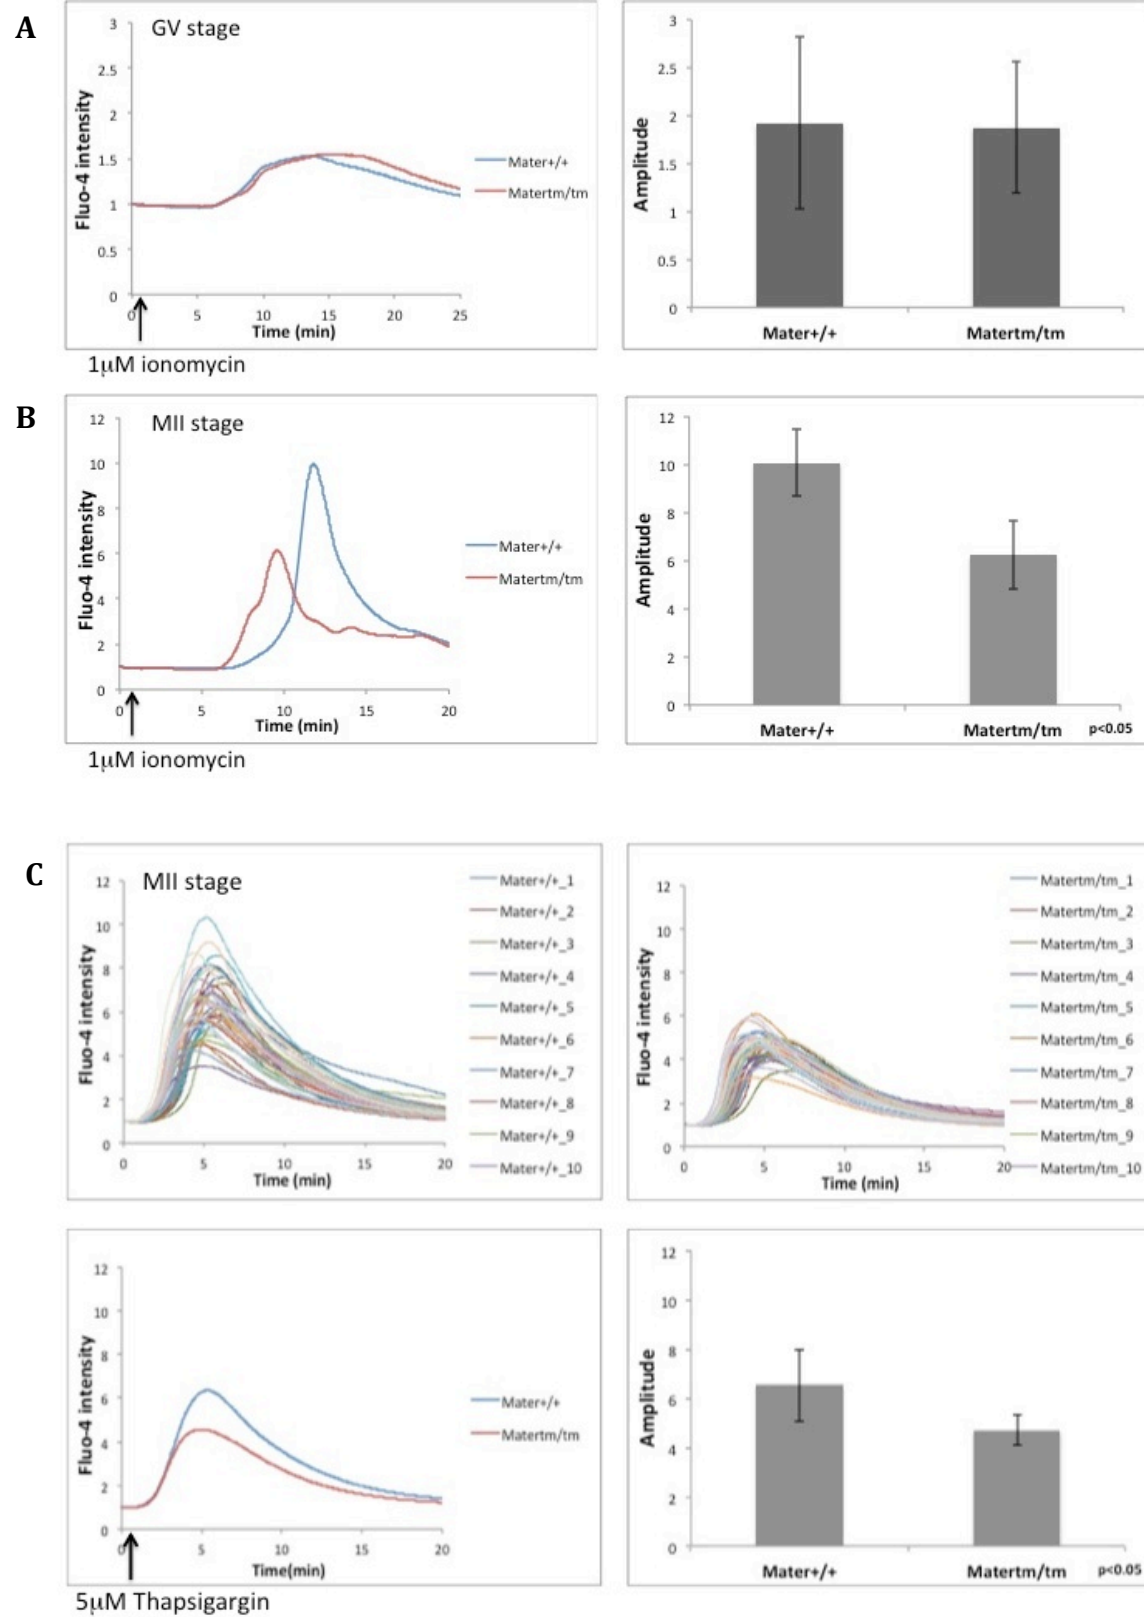 A
GV stage
3
2.5
2
1.5
1
0.5
0
Fluo-4 intensity
0 5 10 15 20 25
Time (min)
Mater+/+
Matertm/tm
1μM ionomycin
3
2.5
2
1.5
1
0.5
0
Amplitude
Mater+/+ Matertm/tm
B
MII stage
12
10
8
6
4
2
0
Fluo-4 intensity
0 5 10 15 20
Time (min)
Mater+/+
Matertm/tm
1μM ionomycin
12
10
8
6
4
2
0
Amplitude
Mater+/+ Matertm/tm p<0.05
C
MII stage
12
10
8
6
4
2
0
Fluo-4 intensity
0 5 10 15 20
Time (min)
Mater+/+_1
Mater+/+_2
Mater+/+_3
Mater+/+_4
Mater+/+_5
Mater+/+_6
Mater+/+_7
Mater+/+_8
Mater+/+_9
Mater+/+_10
12
10
8
6
4
2
0
Fluo-4 intensity
0 5 10 15 20
Time (min)
Matertm/tm_1
Matertm/tm_2
Matertm/tm_3
Matertm/tm_4
Matertm/tm_5
Matertm/tm_6
Matertm/tm_7
Matertm/tm_8
Matertm/tm_9
Matertm/tm_10
12
10
8
6
4
2
0
Fluo-4 intensity
0 5 10 15 20
Time(min)
Mater+/+
Matertm/tm
5μM Thapsigargin
12
10
8
6
4
2
0
Amplitude
Mater+/+ Matertm/tm p<0.05